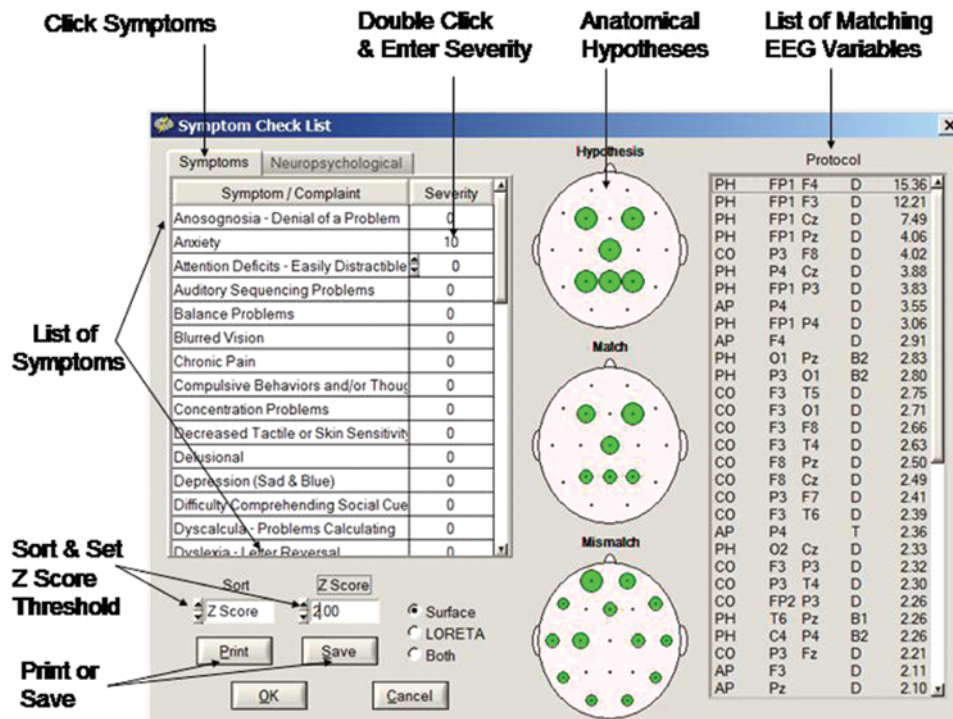 Click Symptoms
Double Click
& Enter Severity
Anatomical
Hypotheses
List of Matching
EEG Variables
Symptom Check List
Symptoms
Neuropsychological
Symptom / Complaint Severity
Anosognosia - Denial of a Problem 0
Anxiety 10
Attention Deficits - Easily Distractible 0
Auditory Sequencing Problems 0
Balance Problems 0
Blurred Vision 0
Chronic Pain 0
Compulsive Behaviors and/or Thoug 0
Concentration Problems 0
Decreased Tactile or Skin Sensitivity 0
Delusional 0
Depression (Sad & Blue) 0
Difficulty Comprehending Social Cue 0
Dyscalcula - Problems Calculating 0
Dyslexia - Letter Reversal 0
List of
Symptoms
Sort & Set
Z Score
Threshold
Print or
Save
Sort
Z Score
Z Score
2.00
Surface
LORETA
Both
Print
Save
OK
Cancel
Hypothesis
Match
Mismatch
Protocol
PH FP1 F4 D 15.36
PH FP1 F3 D 12.21
PH FP1 Cz D 7.49
PH FP1 Pz D 4.06
CO P3 F8 D 4.02
PH P4 Cz D 3.88
PH FP1 P3 D 3.83
AP P4 D 3.55
PH FP1 P4 D 3.06
AP F4 D 2.91
PH O1 Pz B2 2.83
PH P3 O1 B2 2.80
CO F3 T5 D 2.75
CO F3 O1 D 2.71
CO F3 F8 D 2.66
CO F3 T4 D 2.63
CO F8 Pz D 2.50
CO F8 Cz D 2.49
CO P3 F7 D 2.41
CO F3 T6 D 2.39
AP P4 T 2.36
PH O2 Cz D 2.33
CO F3 P3 D 2.32
CO P3 T4 D 2.30
CO FP2 P3 D 2.26
PH T6 Pz B1 2.26
PH C4 P4 B2 2.26
CO P3 Fz D 2.21
AP F3 D 2.11
AP Pz D 2.10